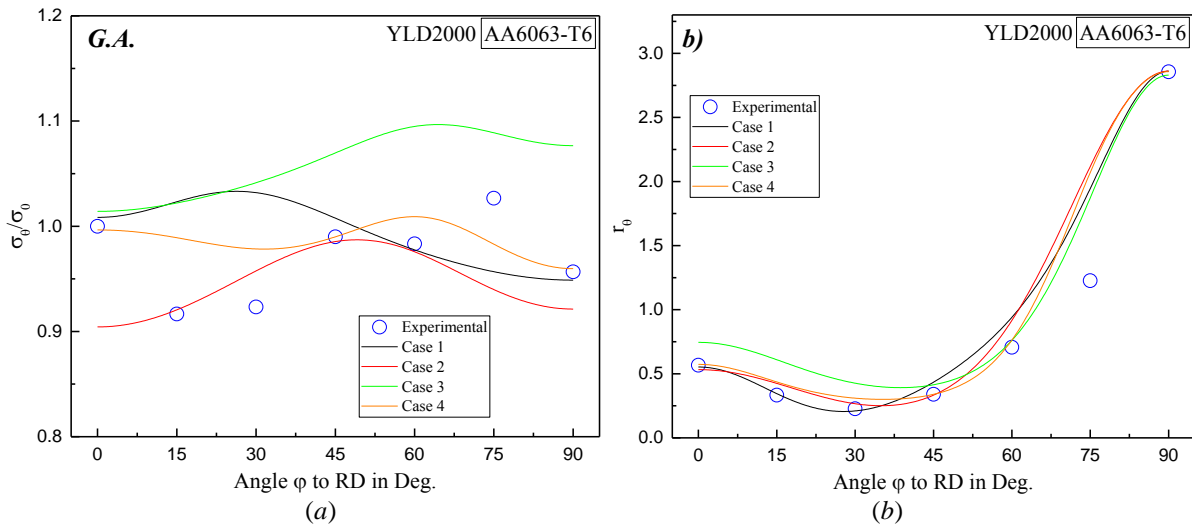 G.A.
YLD2000 AA6063-T6
1.2
1.1
1.0
0.9
0.8
σθ/σ0
Experimental
Case 1
Case 2
Case 3
Case 4
0 15 30 45 60 75 90
Angle φ to RD in Deg.
(a)
b)
YLD2000 AA6063-T6
3.0
2.5
2.0
1.5
1.0
0.5
0.0
rθ
Experimental
Case 1
Case 2
Case 3
Case 4
0 15 30 45 60 75 90
Angle φ to RD in Deg.
(b)